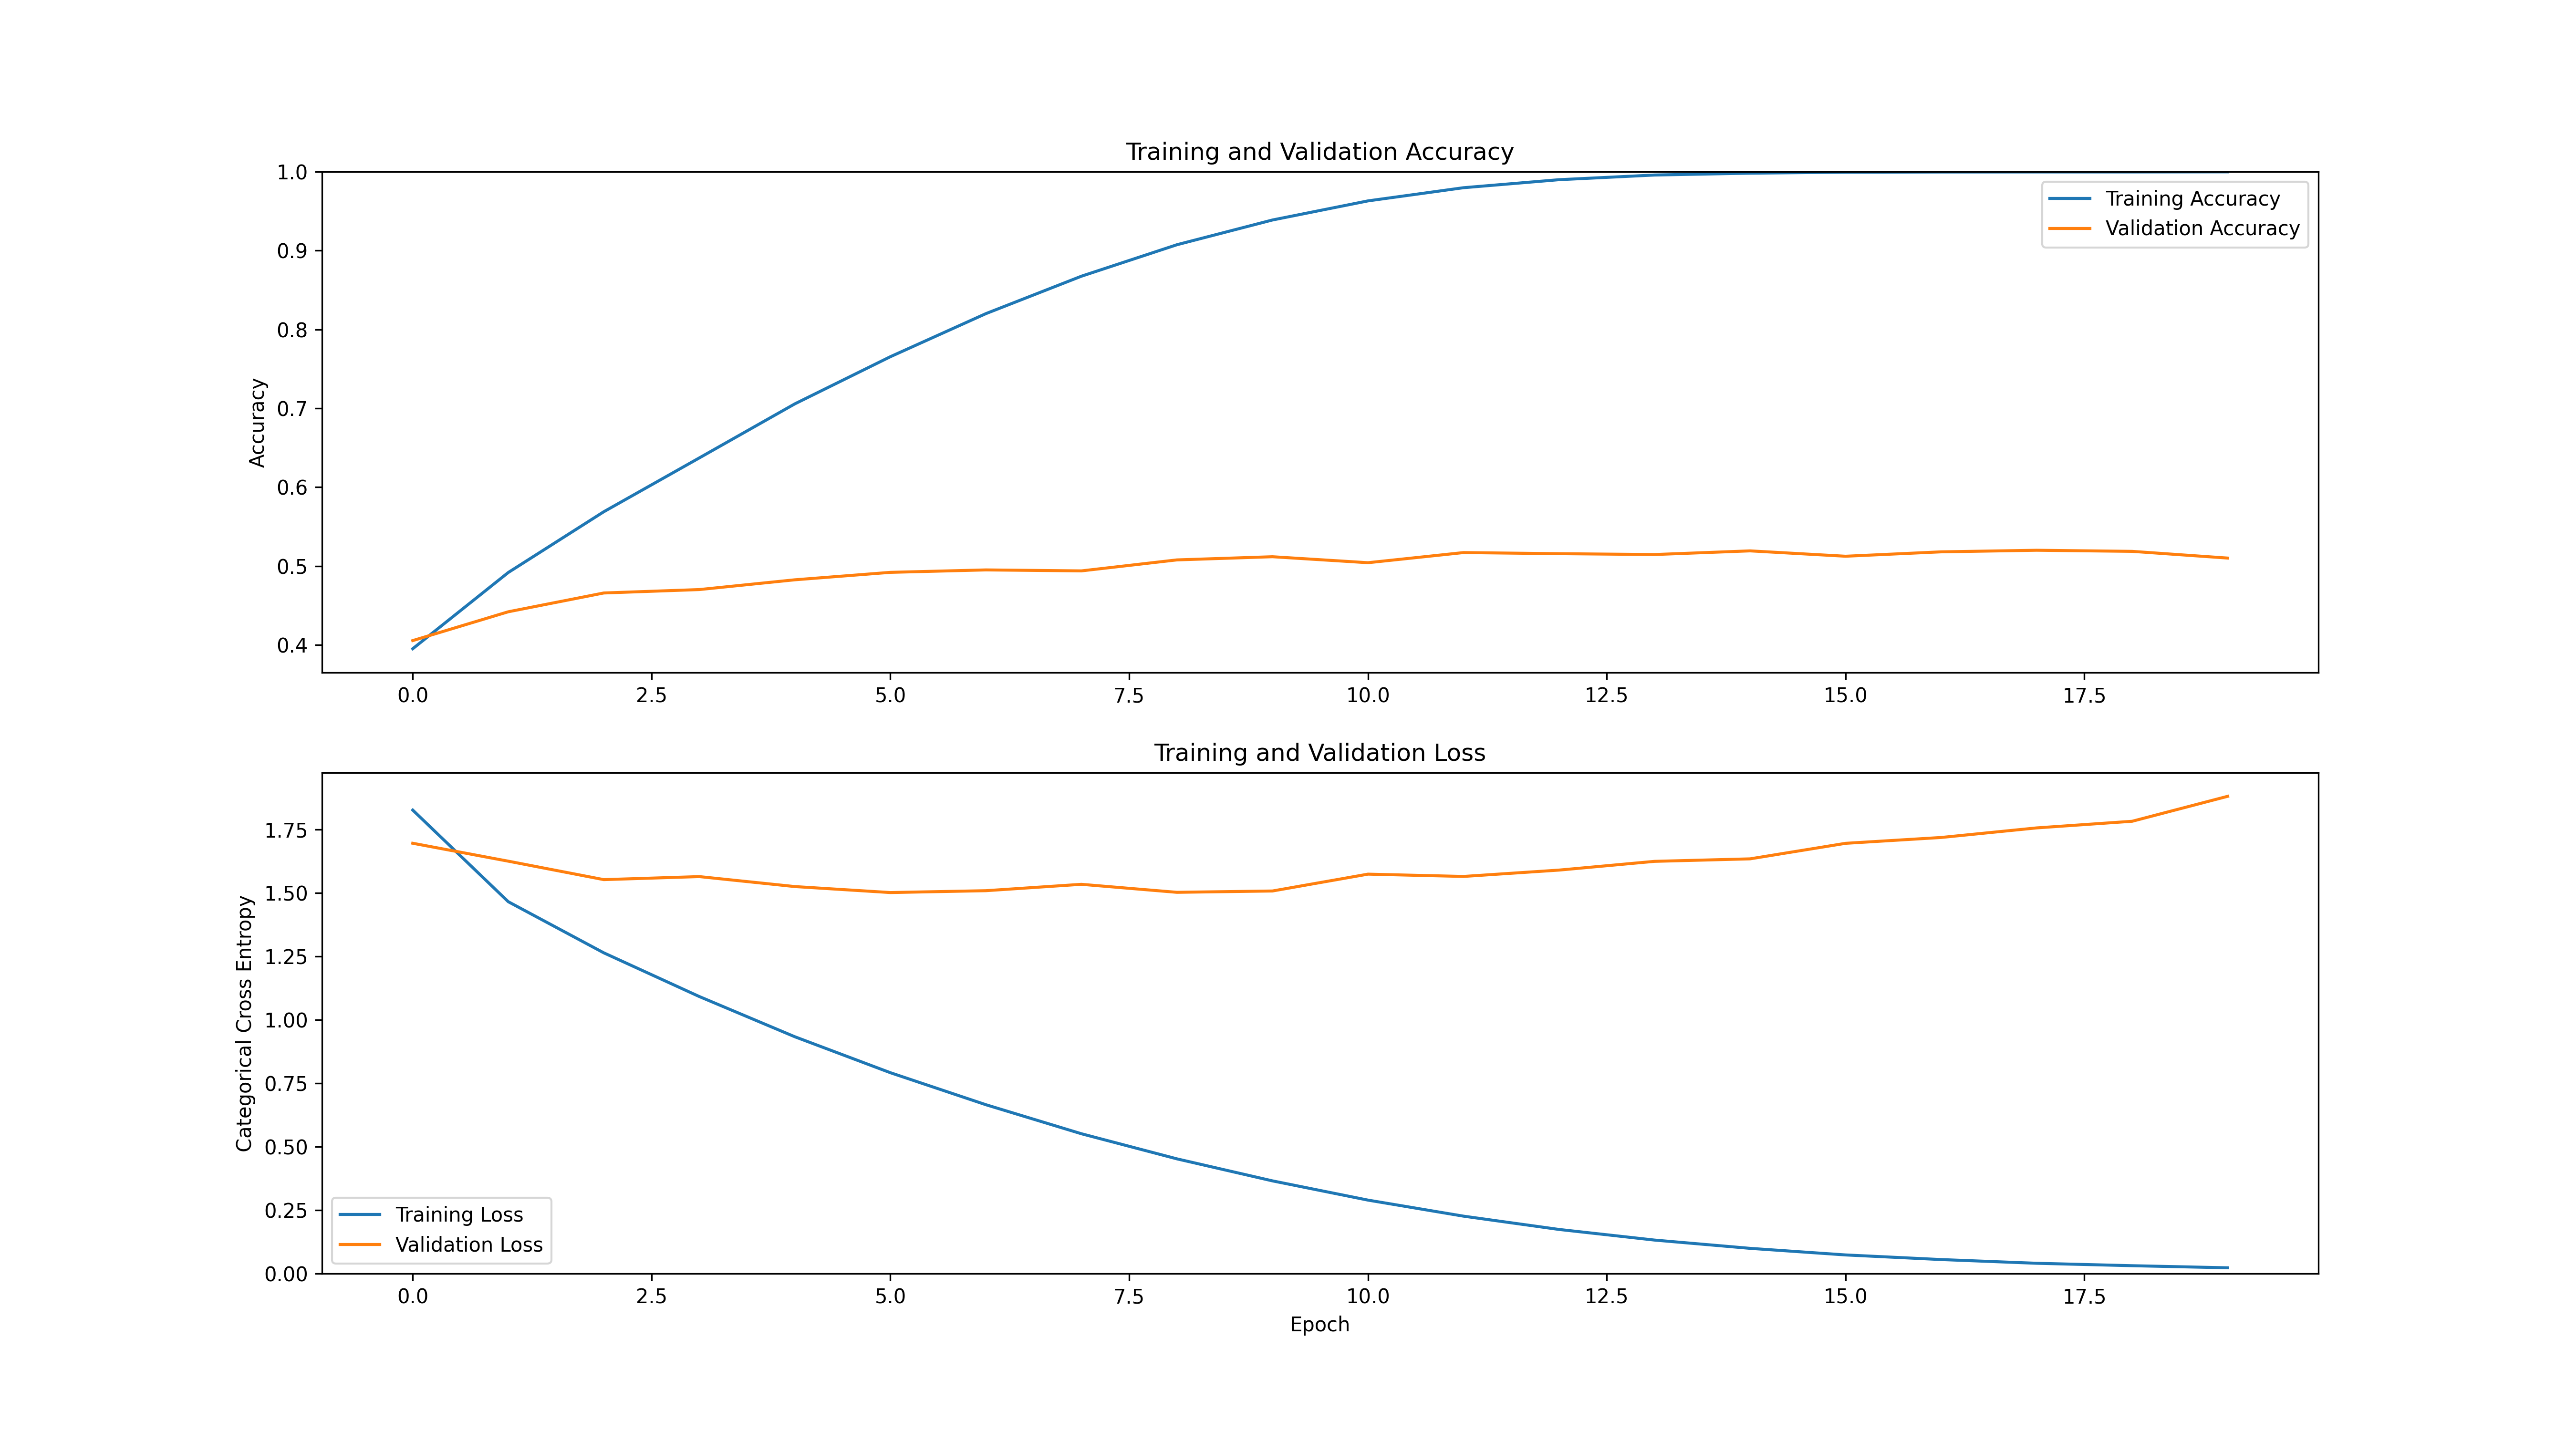 Training and Validation Accuracy
1.0
0.9
0.8
0.7
0.6
0.5
0.4
Accuracy
Training Accuracy
Validation Accuracy
0.0 2.5 5.0 7.5 10.0 12.5 15.0 17.5
Training and Validation Loss
1.75
1.50
1.25
1.00
0.75
0.50
0.25
0.00
Categorical Cross Entropy
Training Loss
Validation Loss
0.0 2.5 5.0 7.5 10.0 12.5 15.0 17.5
Epoch